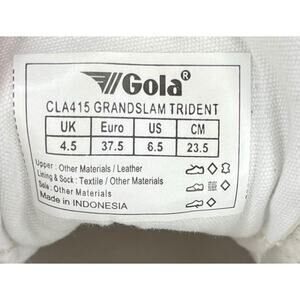 Gola®
CLA415 GRANDSLAM TRIDENT
UK Euro US CM
4.5 37.5 6.5 23.5
Upper : Other Materials / Leather
Lining & Sock : Textile / Other Materials
Sole : Other Materials
Made in INDONESIA